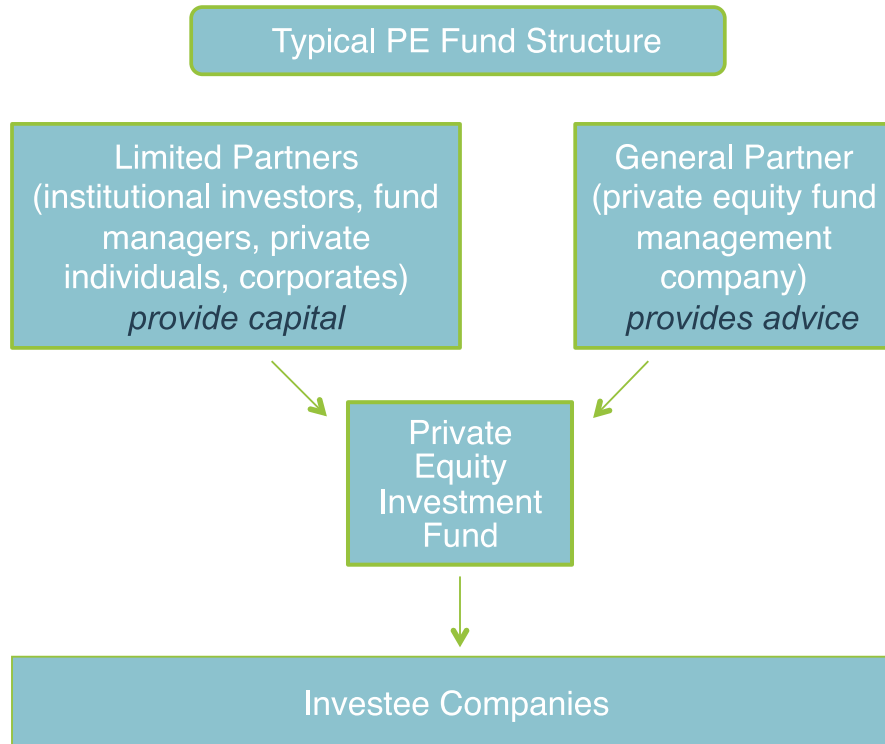 Typical PE Fund Structure
Limited Partners
(institutional investors, fund
managers, private
individuals, corporates)
provide capital
General Partner
(private equity fund
management
company)
provides advice
Private
Equity
Investment
Fund
Investee Companies